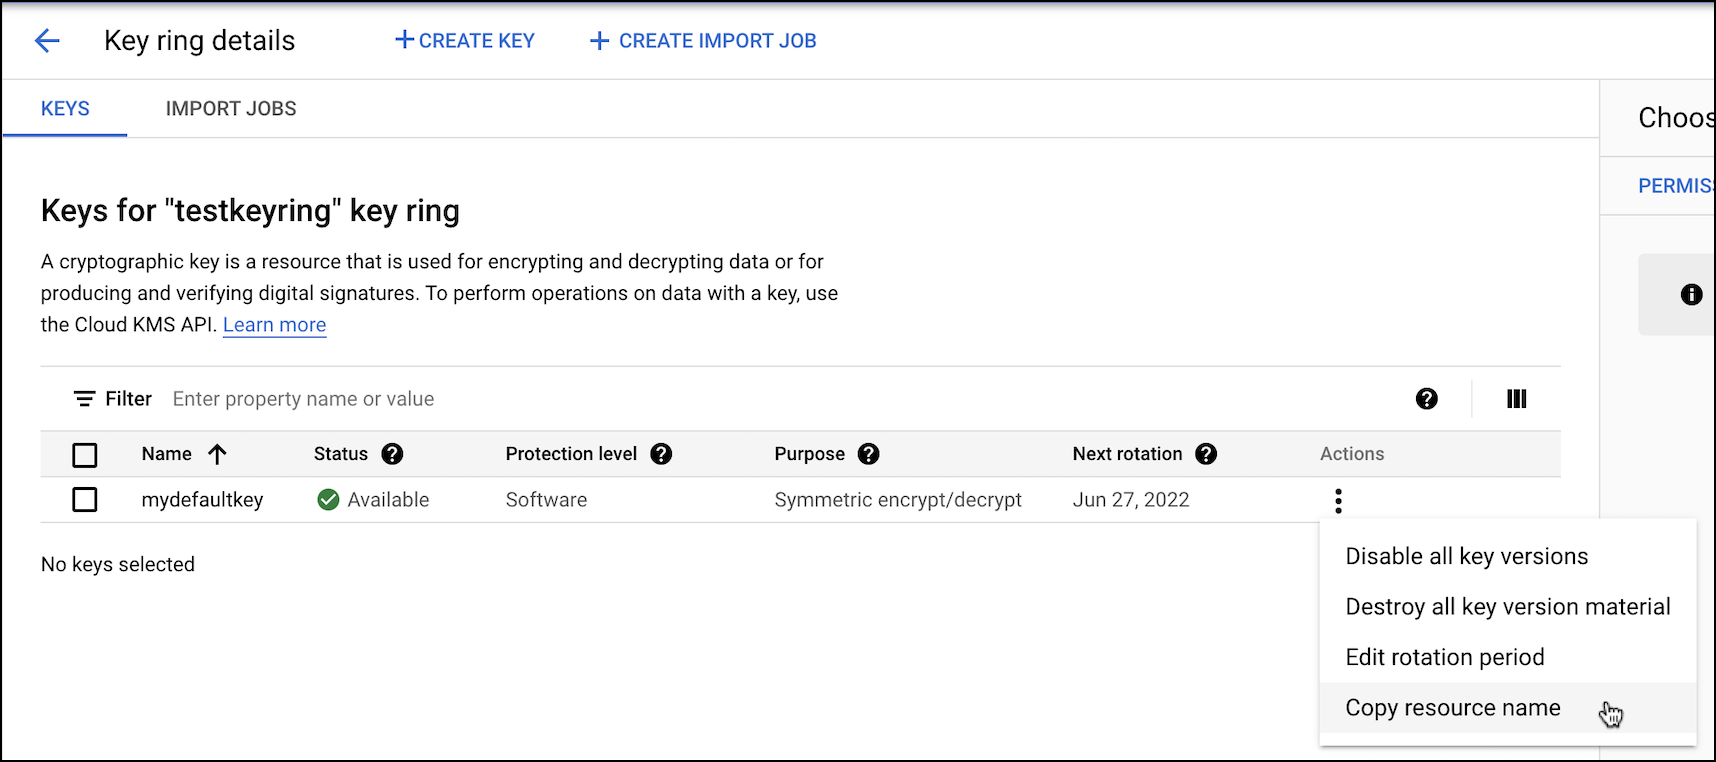 Key ring details
CREATE KEY
CREATE IMPORT JOB
KEYS
IMPORT JOBS
Choos
PERMIS
Keys for "testkeyring" key ring
A cryptographic key is a resource that is used for encrypting and decrypting data or for
producing and verifying digital signatures. To perform operations on data with a key, use
the Cloud KMS API. Learn more
Filter Enter property name or value
Name Status Protection level Purpose Next rotation Actions
mydefaultkey Available Software Symmetric encrypt/decrypt Jun 27, 2022
No keys selected
Disable all key versions
Destroy all key version material
Edit rotation period
Copy resource name